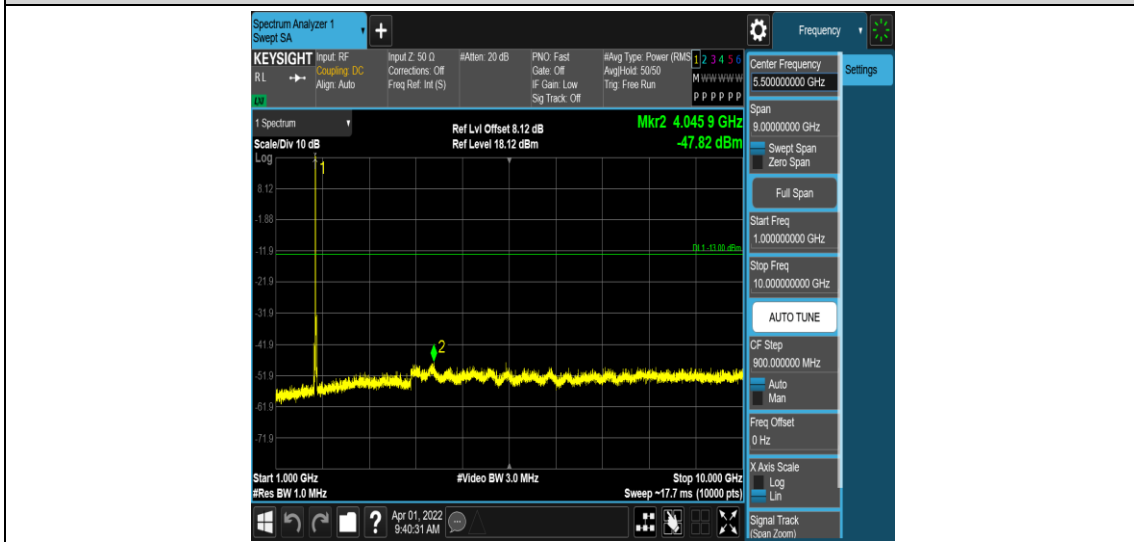 Spectrum Analyzer 1
Swept SA
+
Frequency
KEYSIGHT
RL
Input: RF
Coupling: DC
Align: Auto
Input Z: 50 Ω
Corrections: Off
Freq Ref: Int (S)
#Atten: 20 dB
PNO: Fast
Gate: Off
IF Gain: Low
Sig Track: Off
#Avg Type: Power (RMS
Avg|Hold: 50/50
Trig: Free Run
1 2 3 4 5 6
M W W W W W
P P P P P P
1 Spectrum
Scale/Div 10 dB
Log
Ref Lvl Offset 8.12 dB
Ref Level 18.12 dBm
Mkr2 4.045 9 GHz
-47.82 dBm
1
8.12
-1.88
-11.9
DL1 -13.00 dBm
-21.9
-31.9
-41.9
2
-51.9
-61.9
-71.9
Start 1.000 GHz
#Res BW 1.0 MHz
#Video BW 3.0 MHz
Stop 10.000 GHz
Sweep ~17.7 ms (10000 pts)
?
Apr 01, 2022
9:40:31 AM
Center Frequency
5.500000000 GHz
Settings
Span
9.00000000 GHz
Swept Span
Zero Span
Full Span
Start Freq
1.000000000 GHz
Stop Freq
10.000000000 GHz
AUTO TUNE
CF Step
900.000000 MHz
Auto
Man
Freq Offset
0 Hz
X Axis Scale
Log
Lin
Signal Track
(Span Zoom)